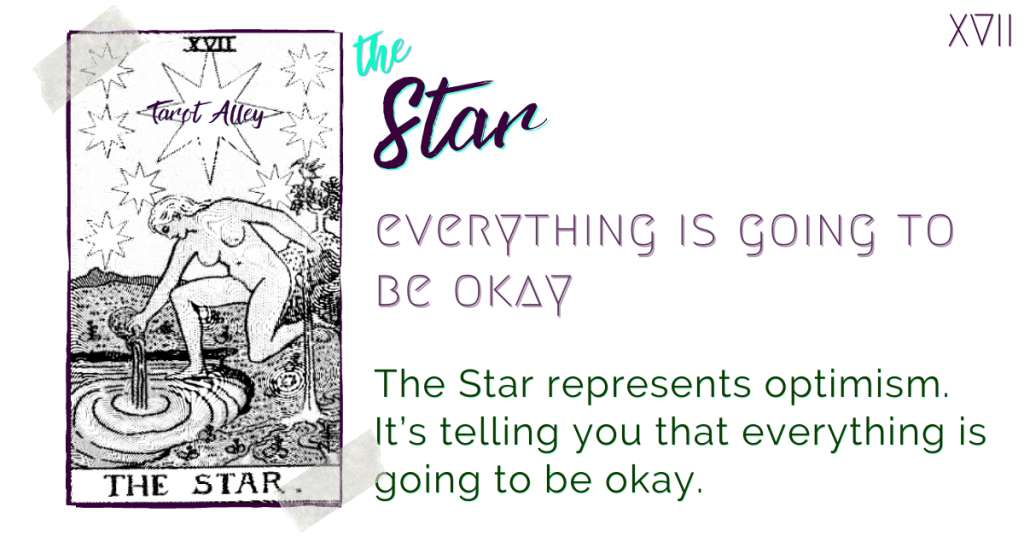 XVII
Tarot Alley
THE STAR.
XVII
the
Star
EVERYTHING IS GOING TO
BE OKAY
The Star represents optimism.
It's telling you that everything is
going to be okay.